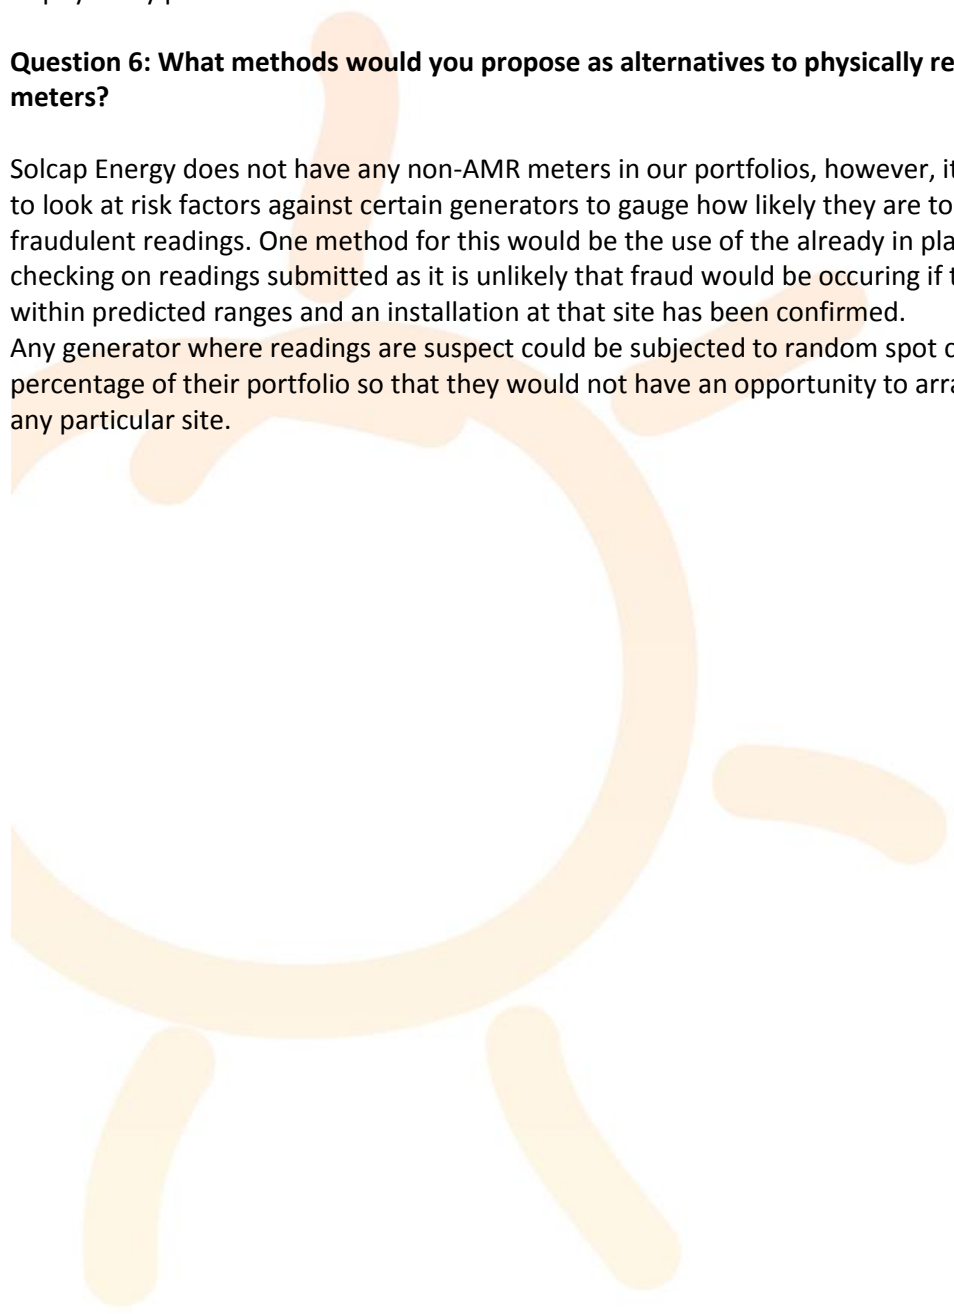 Question 6: What methods would you propose as alternatives to physically
meters?
Solcap Energy does not have any non-AMR meters in our portfolios, however,
to look at risk factors against certain generators to gauge how likely they are to
fraudulent readings. One method for this would be the use of the already in
checking on readings submitted as it is unlikely that fraud would be occuring if
within predicted ranges and an installation at that site has been confirmed.
Any generator where readings are suspect could be subjected to random spot
percentage of their portfolio so that they would not have an opportunity to
any particular site.